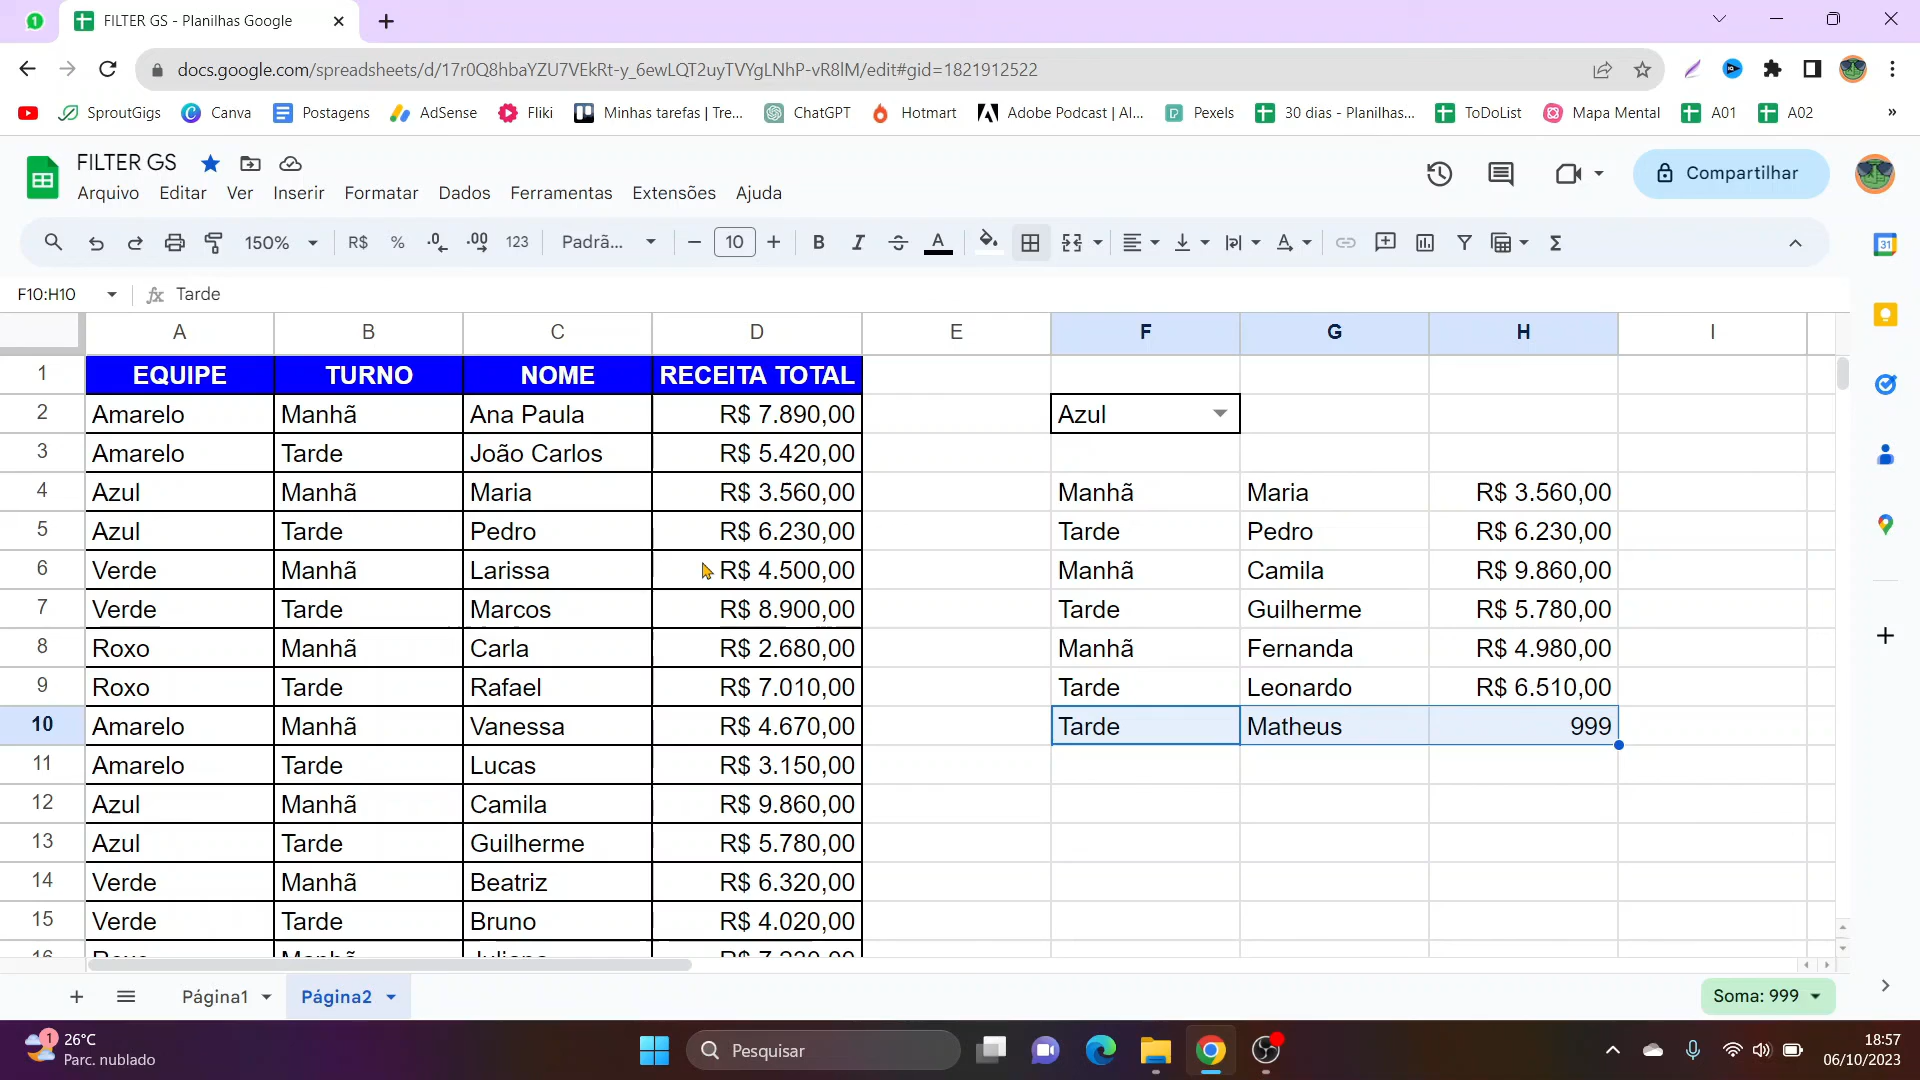 1
FILTER GS - Planilhas Google
docs.google.com/spreadsheets/d/17r0Q8hbaYZU7VEkRt-y_6ewLQT2uyTVYgLNhP-vR8lM/edit#gid=1821912522
SproutGigs Canva Postagens AdSense Fliki Minhas tarefas | Tre... ChatGPT Hotmart Adobe Podcast | AI... Pexels 30 dias - Planilhas... ToDoList Mapa Mental A01 A02 »
FILTER GS
Arquivo Editar Ver Inserir Formatar Dados Ferramentas Extensões Ajuda
Compartilhar
150% R$ % .0 .00 123 Padrã... 10 B I S A Σ
31
F10:H10 fx Tarde
A B C D E F G H I
1 EQUIPE TURNO NOME RECEITA TOTAL
2 Amarelo Manhã Ana Paula R$ 7.890,00 Azul
3 Amarelo Tarde João Carlos R$ 5.420,00
4 Azul Manhã Maria R$ 3.560,00 Manhã Maria R$ 3.560,00
5 Azul Tarde Pedro R$ 6.230,00 Tarde Pedro R$ 6.230,00
6 Verde Manhã Larissa R$ 4.500,00 Manhã Camila R$ 9.860,00
7 Verde Tarde Marcos R$ 8.900,00 Tarde Guilherme R$ 5.780,00
8 Roxo Manhã Carla R$ 2.680,00 Manhã Fernanda R$ 4.980,00
9 Roxo Tarde Rafael R$ 7.010,00 Tarde Leonardo R$ 6.510,00
10 Amarelo Manhã Vanessa R$ 4.670,00 Tarde Matheus 999
11 Amarelo Tarde Lucas R$ 3.150,00
12 Azul Manhã Camila R$ 9.860,00
13 Azul Tarde Guilherme R$ 5.780,00
14 Verde Manhã Beatriz R$ 6.320,00
15 Verde Tarde Bruno R$ 4.020,00
16 Roxo Manhã Juliana
Página1 Página2 Soma: 999
1 26°C
Parc. nublado
Pesquisar
18:57
06/10/2023